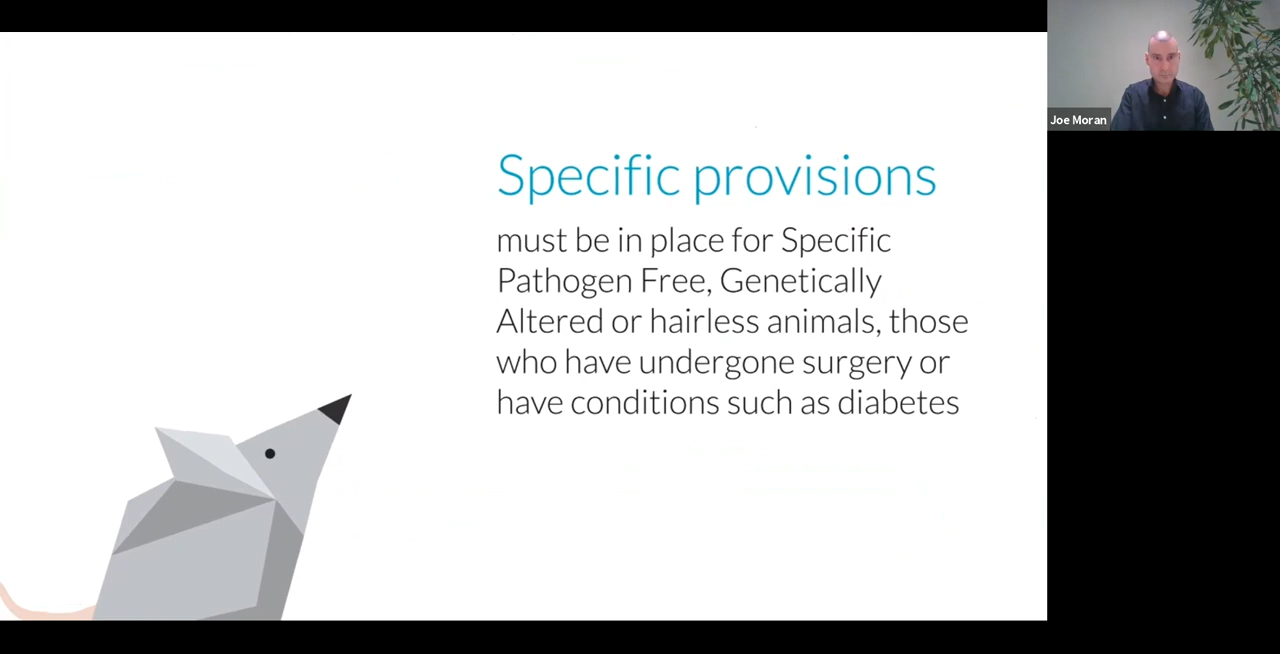 Specific provisions
must be in place for Specific
Pathogen Free, Genetically
Altered or hairless animals, those
who have undergone surgery or
have conditions such as diabetes
Joe Moran